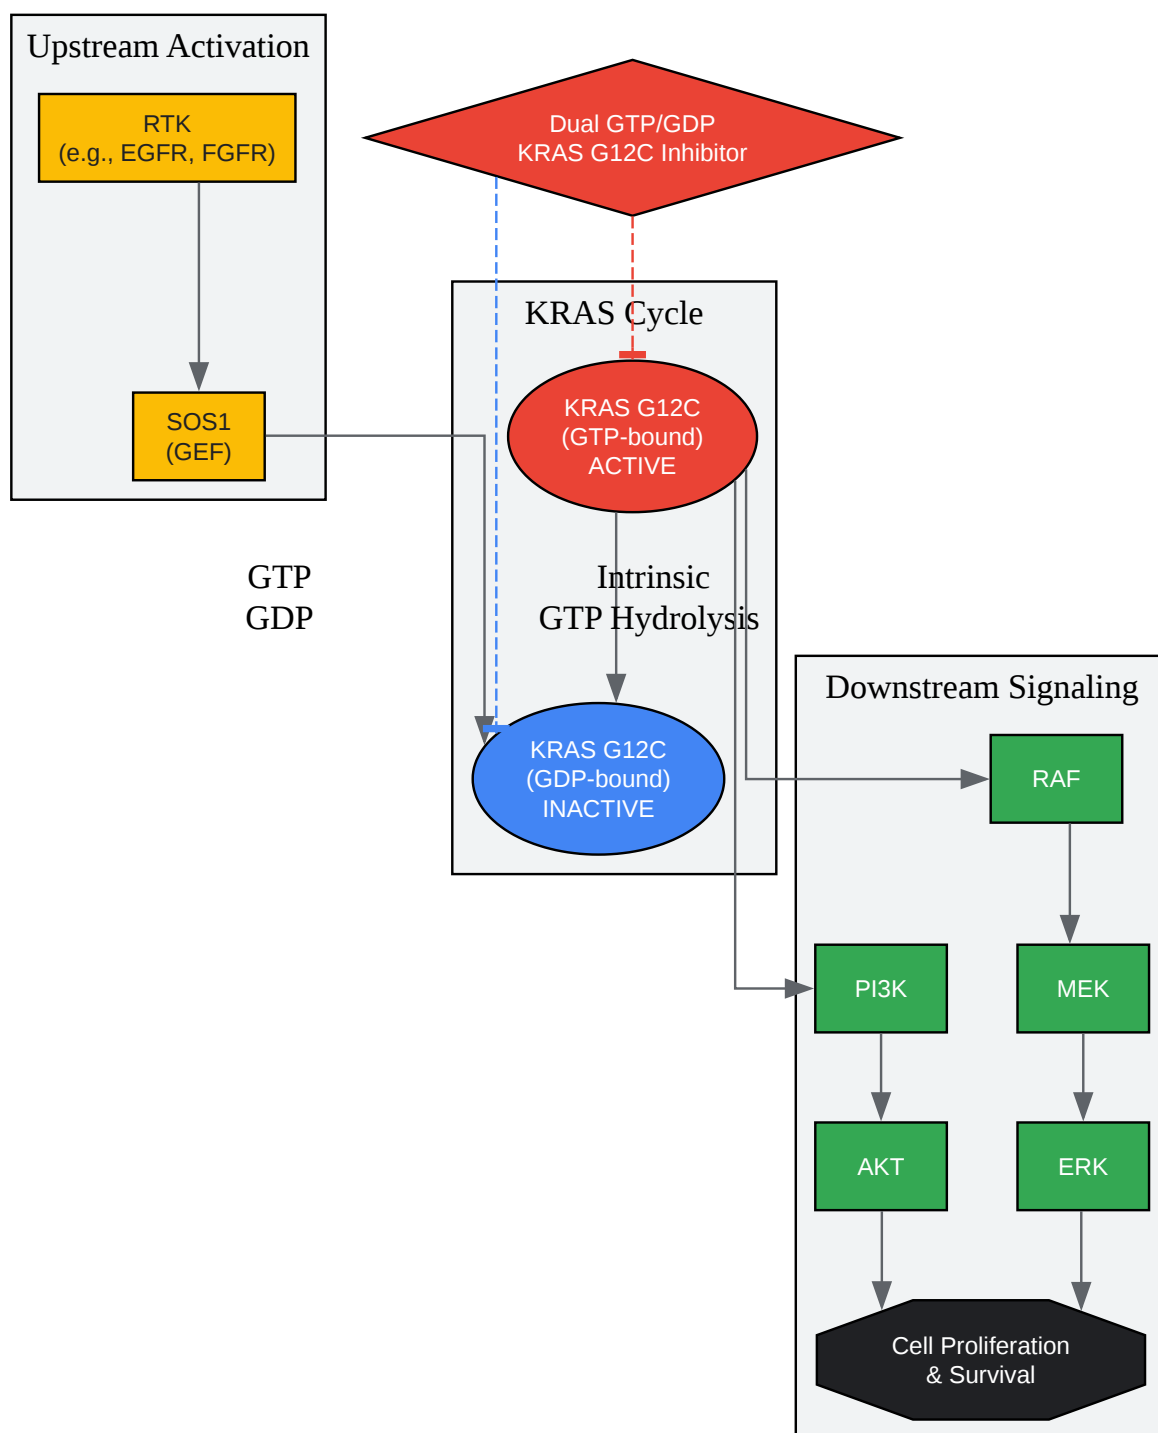 Upstream Activation
RTK
(e.g., EGFR, FGFR)
Dual GTP/GDP
KRAS G12C Inhibitor
KRAS Cycle
SOS1
(GEF)
KRAS G12C
(GTP-bound)
ACTIVE
GTP
GDP
Intrinsic
GTP Hydrolysis
KRAS G12C
(GDP-bound)
INACTIVE
Downstream Signaling
RAF
PI3K
MEK
AKT
ERK
Cell Proliferation
& Survival